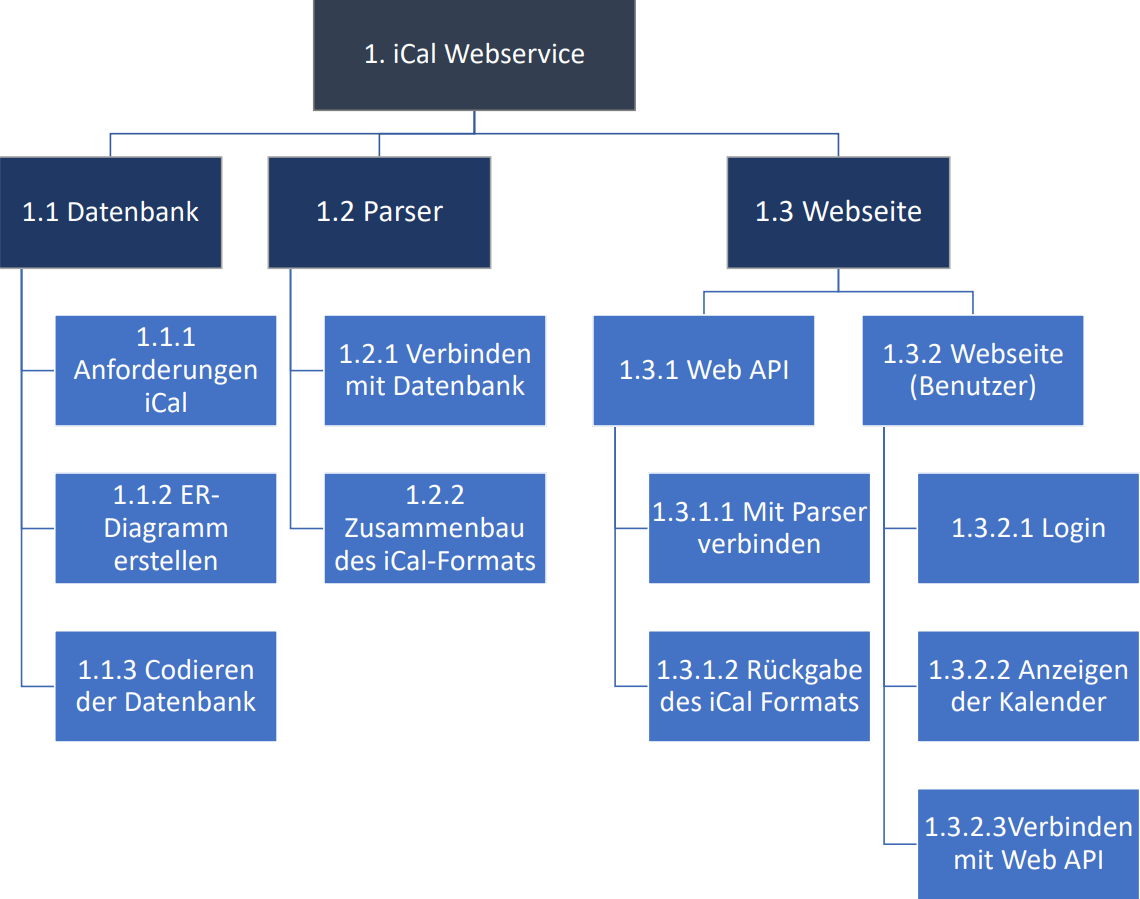 1. iCal Webservice
1.1 Datenbank
1.2 Parser
1.3 Webseite
1.1.1
Anforderungen
iCal
1.1.2 ER-
Diagramm
erstellen
1.1.3 Codieren
der Datenbank
1.2.1 Verbinden
mit Datenbank
1.2.2
Zusammenbau
des iCal-Formats
1.3.1 Web API
1.3.1.1 Mit Parser
verbinden
1.3.1.2 Rückgabe
des iCal Formats
1.3.2 Webseite
(Benutzer)
1.3.2.1 Login
1.3.2.2 Anzeigen
der Kalender
1.3.2.3Verbinden
mit Web API